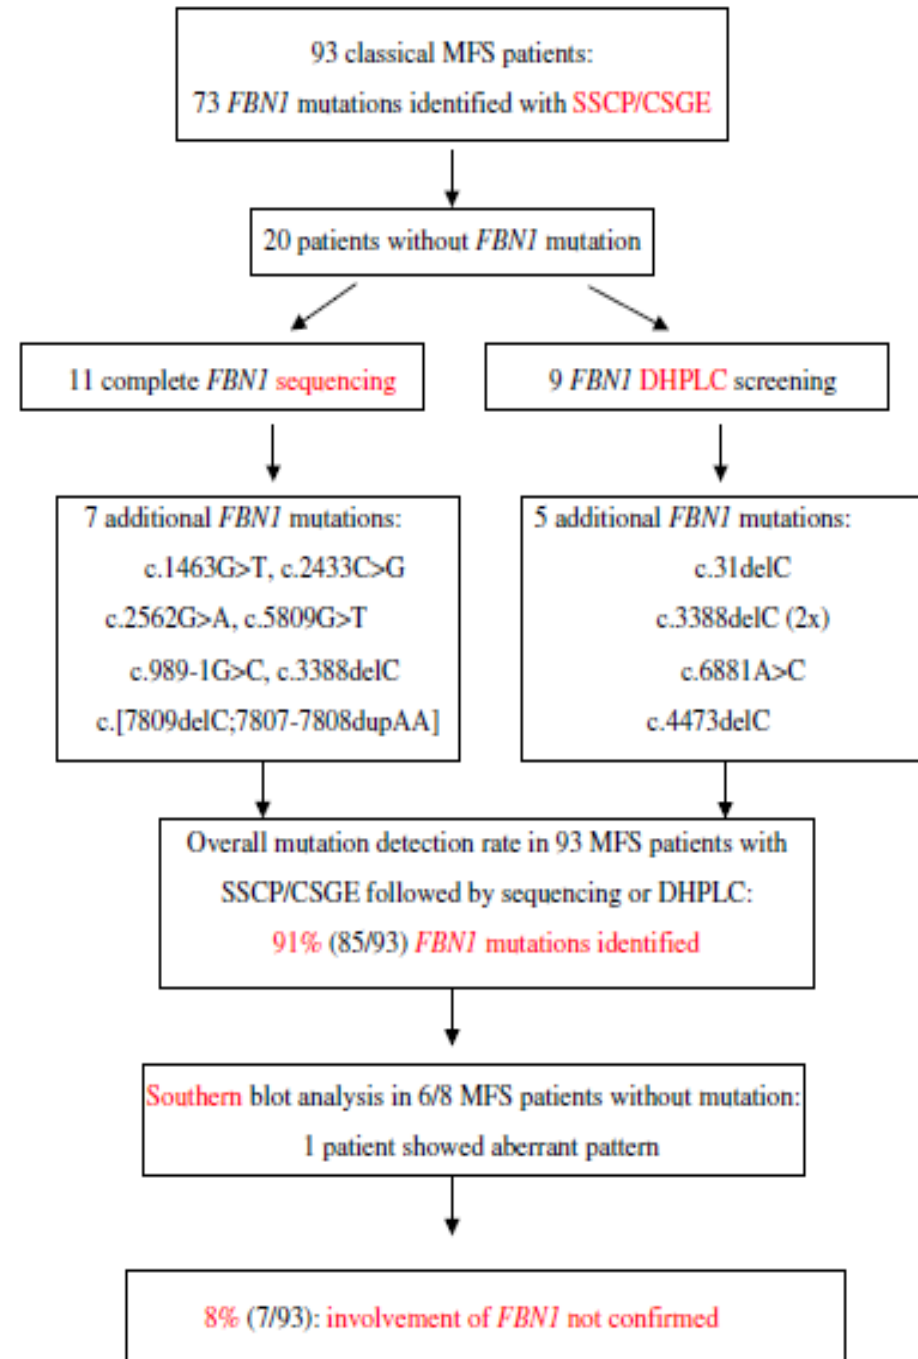 93 classical MFS patients:
73 FBN1 mutations identified with SSCP/CSGE
20 patients without FBN1 mutation
11 complete FBN1 sequencing
9 FBN1 DHPLC screening
7 additional FBN1 mutations:
c.1463G>T, c.2433C>G
c.2562G>A, c.5809G>T
c.989-1G>C, c.3388delC
c.[7809delC;7807-7808dupAA]
5 additional FBN1 mutations:
c.31delC
c.3388delC (2x)
c.6881A>C
c.4473delC
Overall mutation detection rate in 93 MFS patients with
SSCP/CSGE followed by sequencing or DHPLC:
91% (85/93) FBN1 mutations identified
Southern blot analysis in 6/8 MFS patients without mutation:
1 patient showed aberrant pattern
8% (7/93): involvement of FBN1 not confirmed